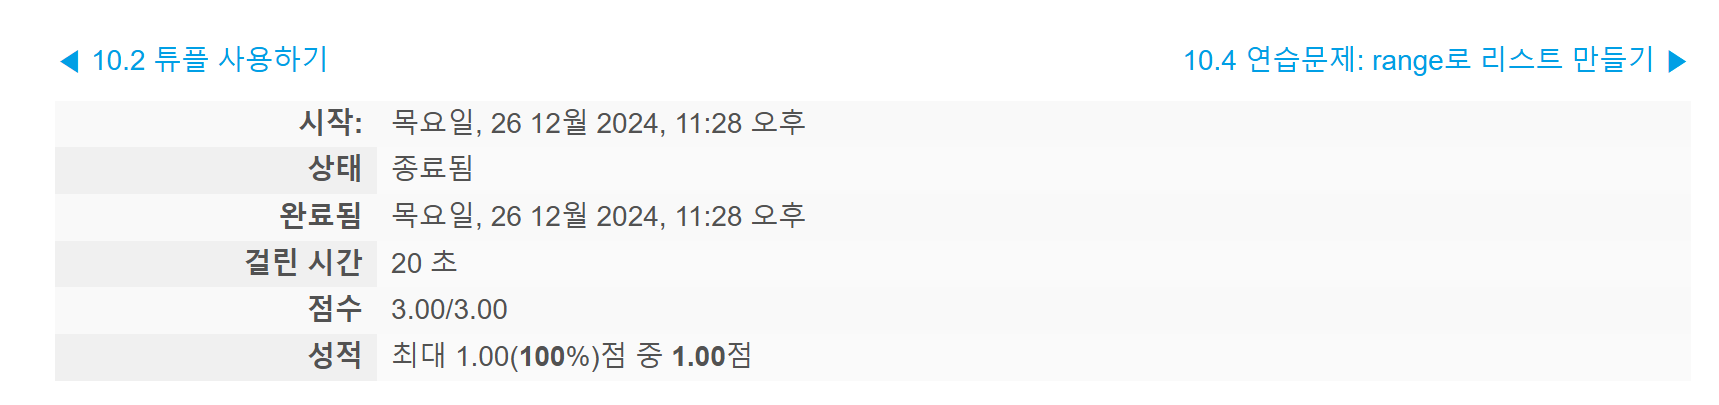 ◀ 10.2 튜플 사용하기
10.4 연습문제: range로 리스트 만들기 ▶
시작: 목요일, 26 12월 2024, 11:28 오후
상태 종료됨
완료됨 목요일, 26 12월 2024, 11:28 오후
걸린 시간 20 초
점수 3.00/3.00
성적 최대 1.00(100%)점 중 1.00점